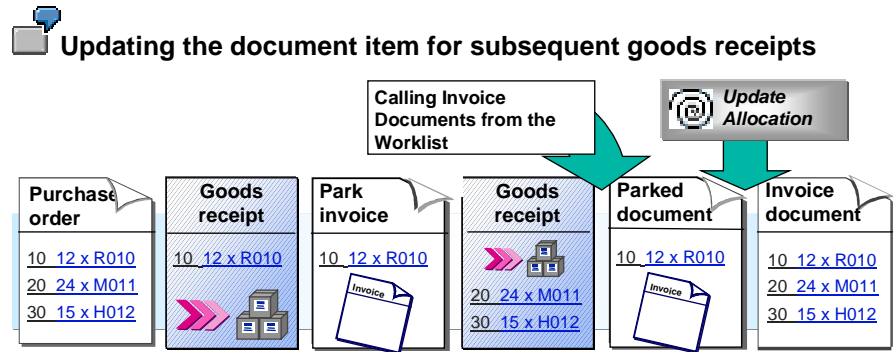 Updating the document item for subsequent goods receipts
Calling Invoice
Documents from the
Worklist
Update
Allocation
Purchase
order
10 12 x R010
20 24 x M011
30 15 x H012
Goods
receipt
10 12 x R010
Park
invoice
10 12 x R010
Invoice
Goods
receipt
20 24 x M011
30 15 x H012
Parked
document
10 12 x R010
Invoice
Invoice
document
10 12 x R010
20 24 x M011
30 15 x H012